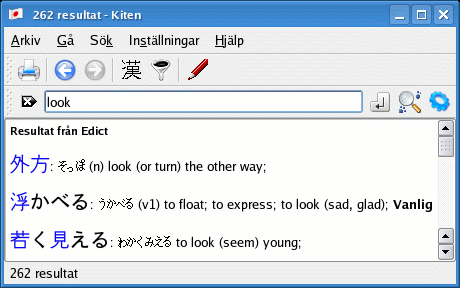 262 resultat - Kiten
Arkiv Gå Sök Inställningar Hjälp
漢
look
Resultat från Edict
外方: そっぽ (n) look (or turn) the other way;
浮かべる: うかべる (v1) to float; to express; to look (sad, glad); Vanlig
若く見える: わかくみえる to look (seem) young;
262 resultat